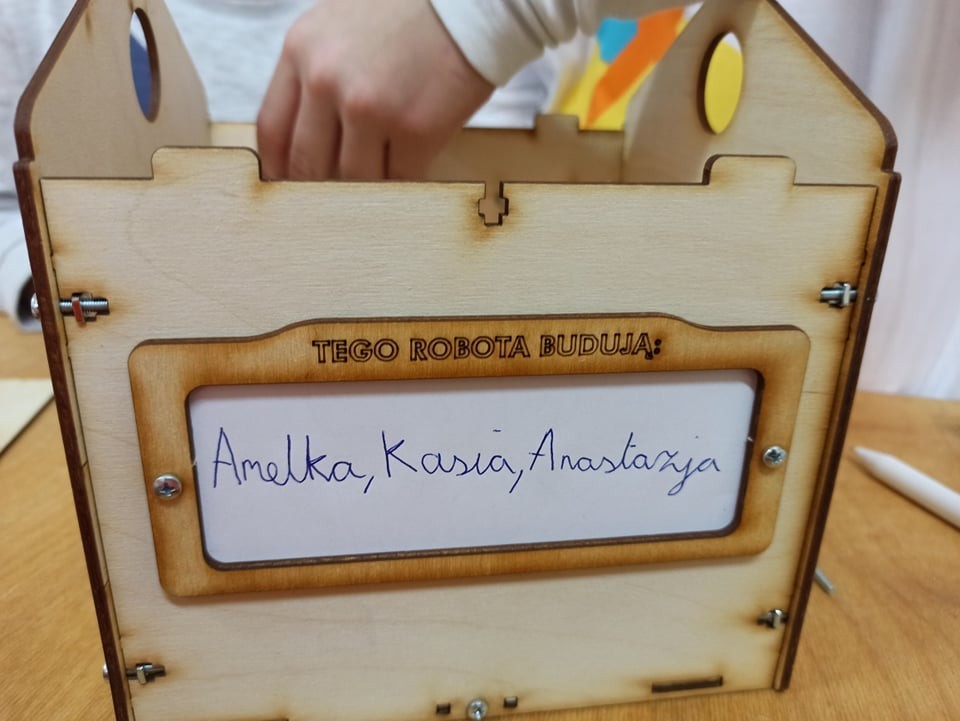 TEGO ROBOTA BUDUJĄ:
Amelka, Kasia, Anastazja